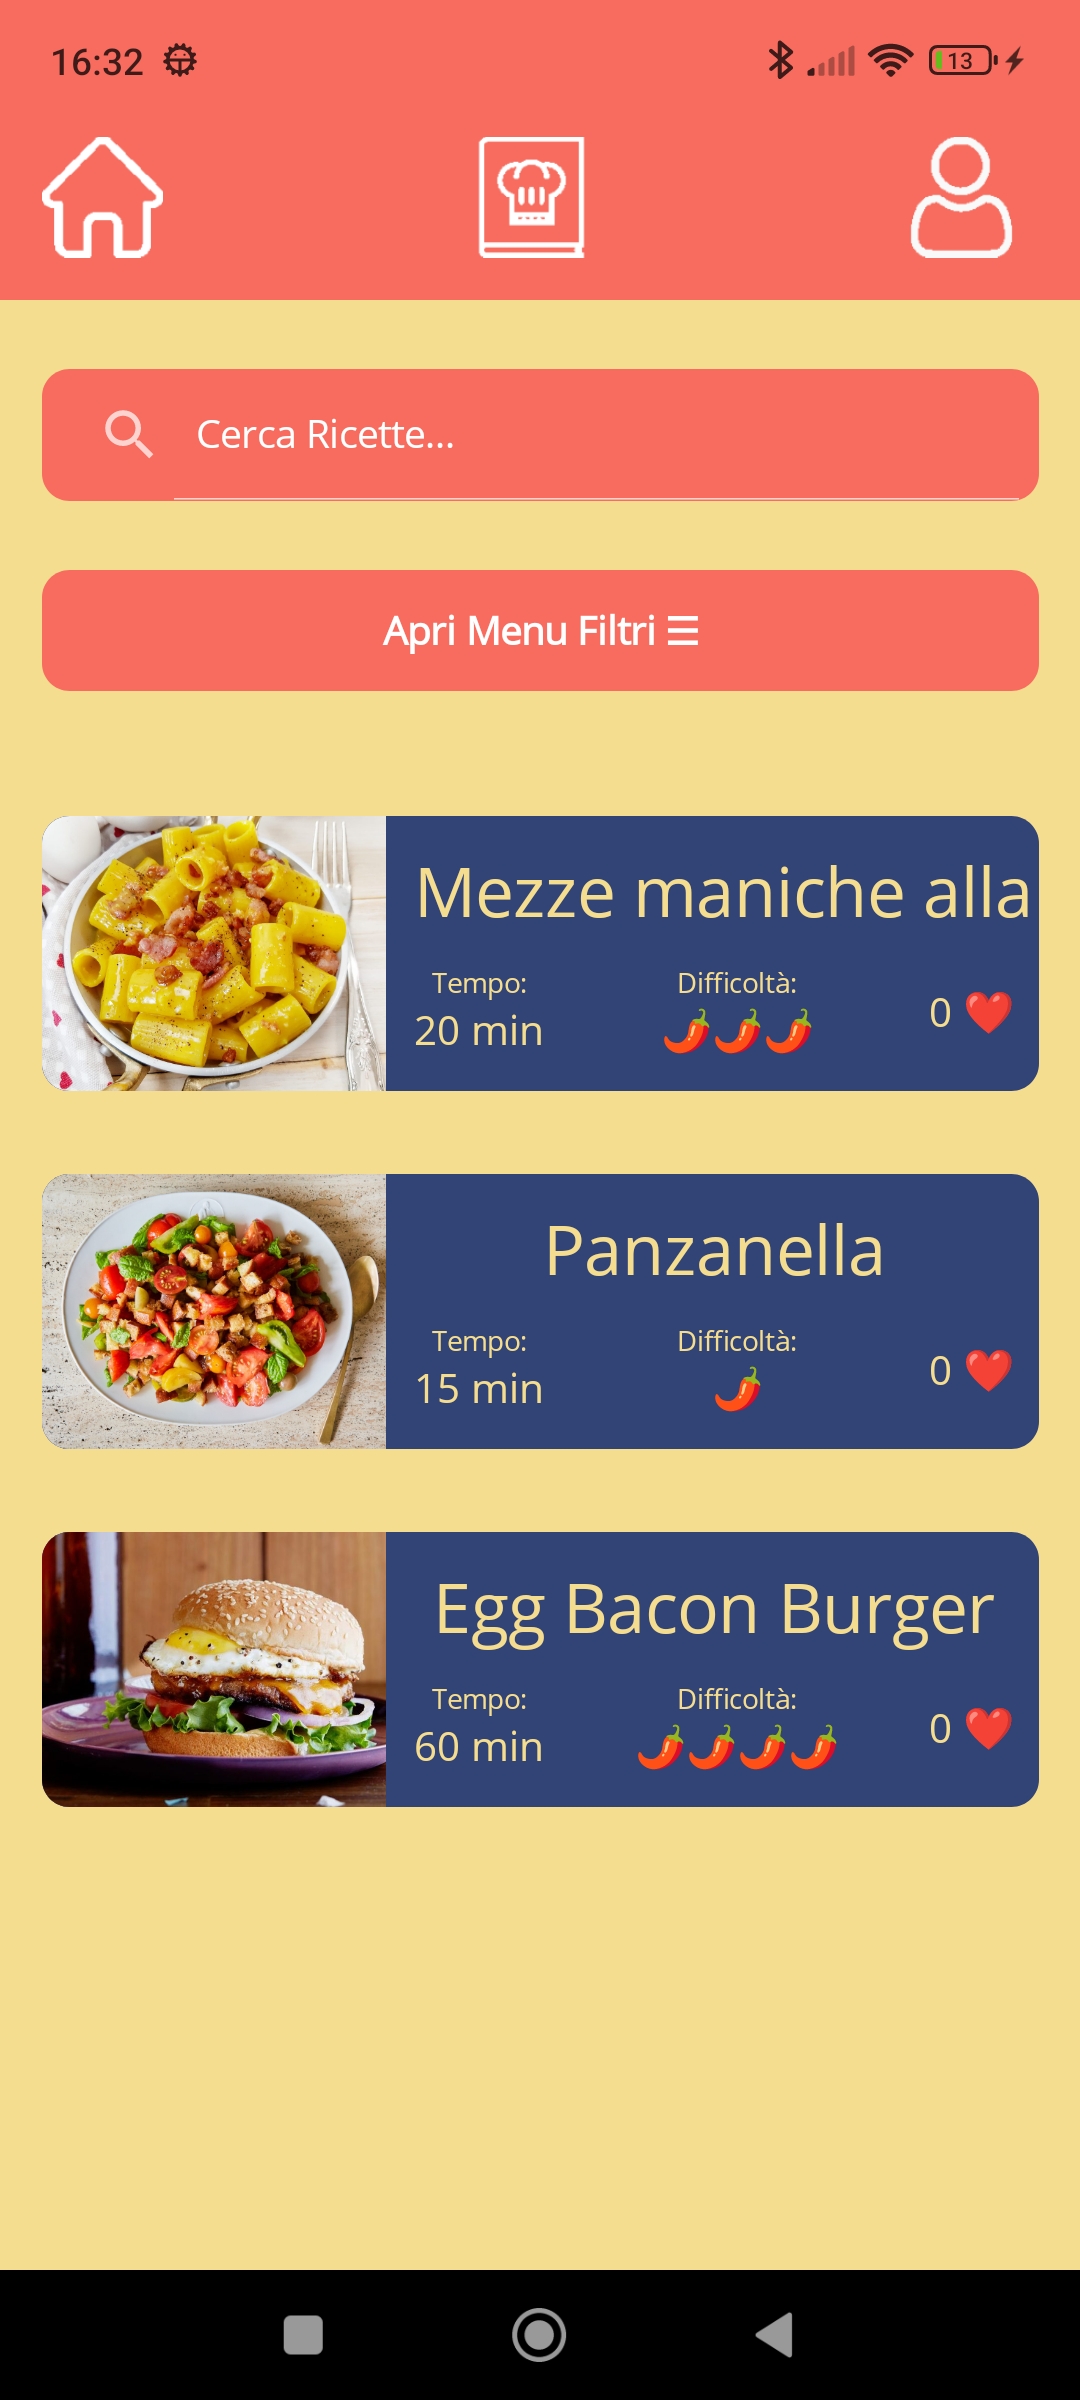 16:32
13
Cerca Ricette...
Apri Menu Filtri ☰
Mezze maniche alla
Tempo:
Difficoltà:
20 min
🌶️🌶️🌶️
0 ❤️
Panzanella
Tempo:
Difficoltà:
15 min
🌶️
0 ❤️
Egg Bacon Burger
Tempo:
Difficoltà:
60 min
🌶️🌶️🌶️🌶️
0 ❤️